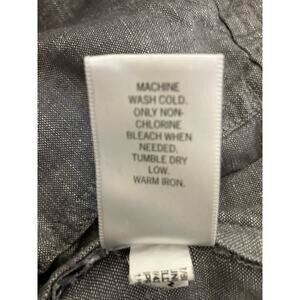 MACHINE
WASH COLD.
ONLY NON-
CHLORINE
BLEACH WHEN
NEEDED.
TUMBLE DRY
LOW.
WARM IRON.